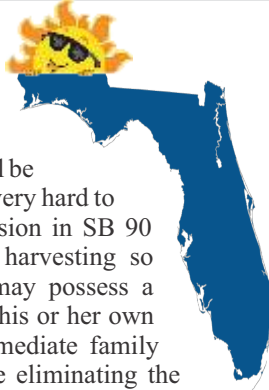 be
very hard to
sion in SB 90
harvesting so
may possess a
his or her own
mediate family
e eliminating the